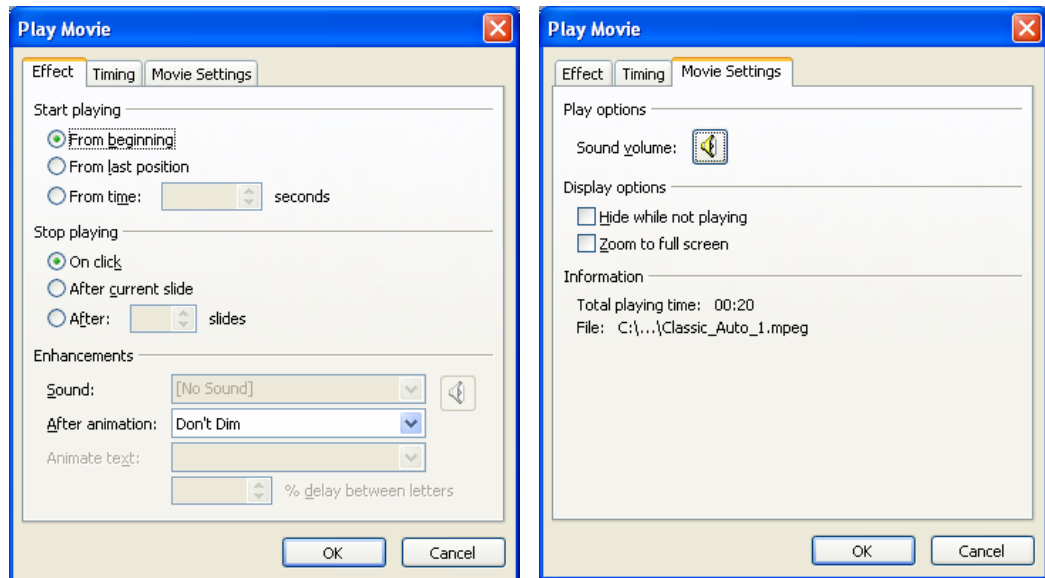 Play Movie
Effect Timing Movie Settings
Start playing
From beginning
From last position
From time: seconds
Stop playing
On click
After current slide
After: slides
Enhancements
Sound: [No Sound]
After animation: Don't Dim
Animate text:
% delay between letters
OK Cancel
Play Movie
Effect Timing Movie Settings
Play options
Sound volume:
Display options
Hide while not playing
Zoom to full screen
Information
Total playing time: 00:20
File: C:\...\Classic_Auto_1.mpeg
OK Cancel